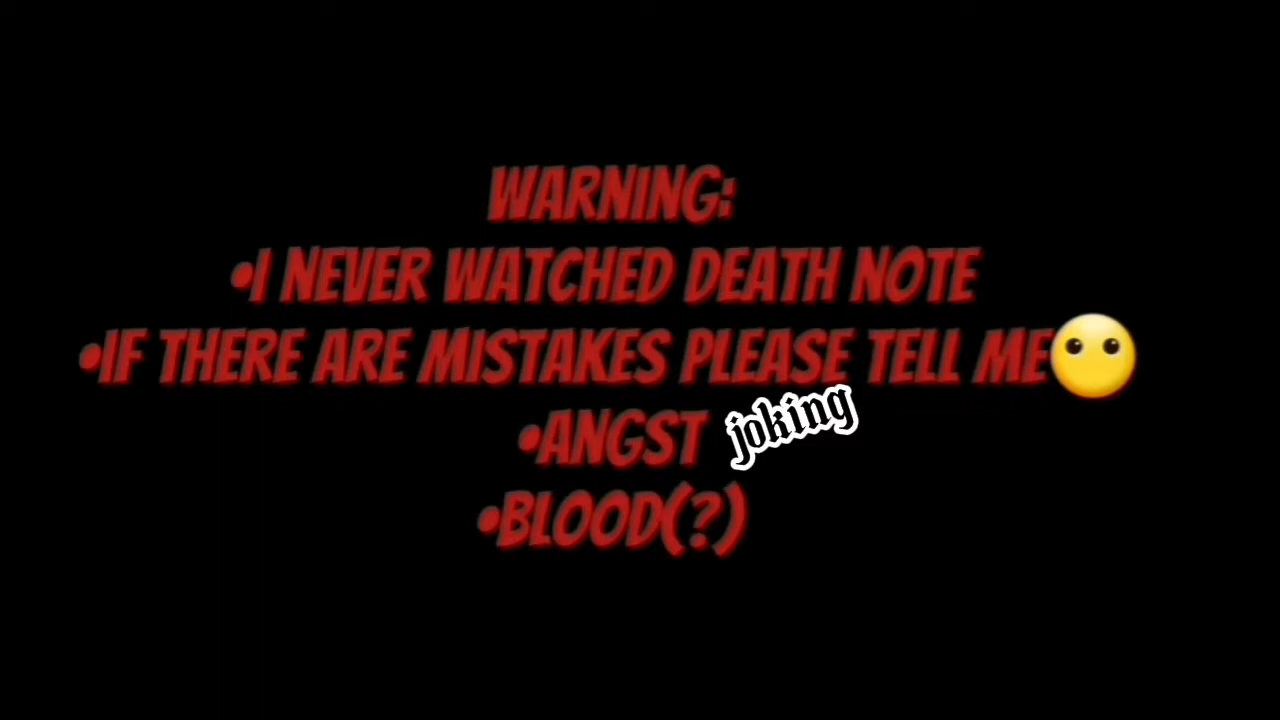 WARNING:
•I NEVER WATCHED DEATH NOTE
•IF THERE ARE MISTAKES PLEASE TELL ME😶
•ANGST joking
•BLOOD(?)